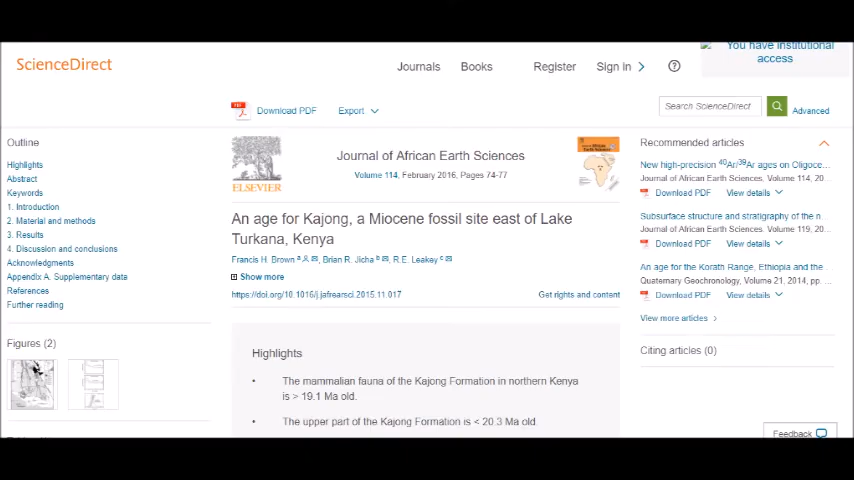 You have institutional
access
ScienceDirect
Journals
Books
Register
Sign in
?
PDF
Download PDF
Export
Search ScienceDirect
Advanced
Outline
Highlights
Abstract
Keywords
1. Introduction
2. Material and methods
3. Results
4. Discussion and conclusions
Acknowledgments
Appendix A. Supplementary data
References
Further reading
Figures (2)
ELSEVIER
Journal of African Earth Sciences
Volume 114, February 2016, Pages 74-77
An age for Kajong, a Miocene fossil site east of Lake
Turkana, Kenya
Francis H. Brown a, Brian R. Jicha b, R.E. Leakey c
Show more
https://doi.org/10.1016/j.jafrearsci.2015.11.017
Get rights and content
Highlights
• The mammalian fauna of the Kajong Formation in northern Kenya
is > 19.1 Ma old.
• The upper part of the Kajong Formation is < 20.3 Ma old.
Recommended articles
New high-precision 40Ar/39Ar ages on Oligoce...
Journal of African Earth Sciences, Volume 114, 20...
Download PDF
View details
Subsurface structure and stratigraphy of the n...
Journal of African Earth Sciences, Volume 119, 20...
Download PDF
View details
An age for the Korath Range, Ethiopia and the ...
Quaternary Geochronology, Volume 21, 2014, pp. ...
Download PDF
View details
View more articles
Citing articles (0)
Feedback